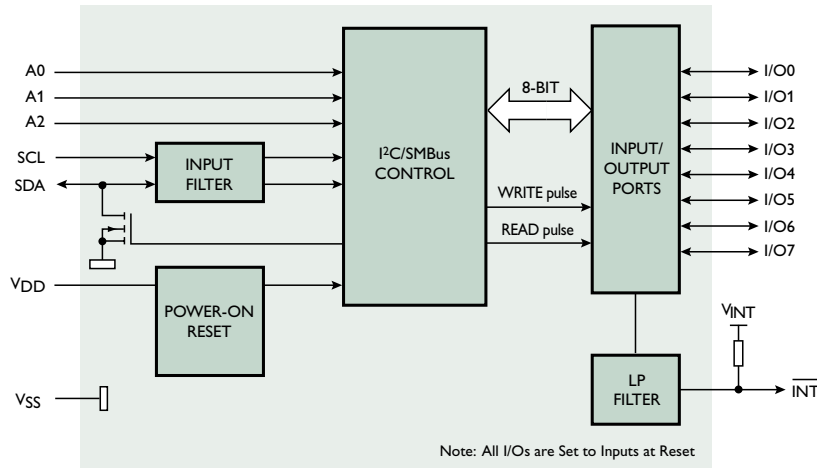 A0
A1
A2
SCL
SDA
VDD
VSS
INPUT
FILTER
POWER-ON
RESET
I²C/SMBus
CONTROL
8-BIT
WRITE pulse
READ pulse
INPUT/
OUTPUT
PORTS
I/O0
I/O1
I/O2
I/O3
I/O4
I/O5
I/O6
I/O7
VINT
LP
FILTER
INT
Note: All I/Os are Set to Inputs at Reset